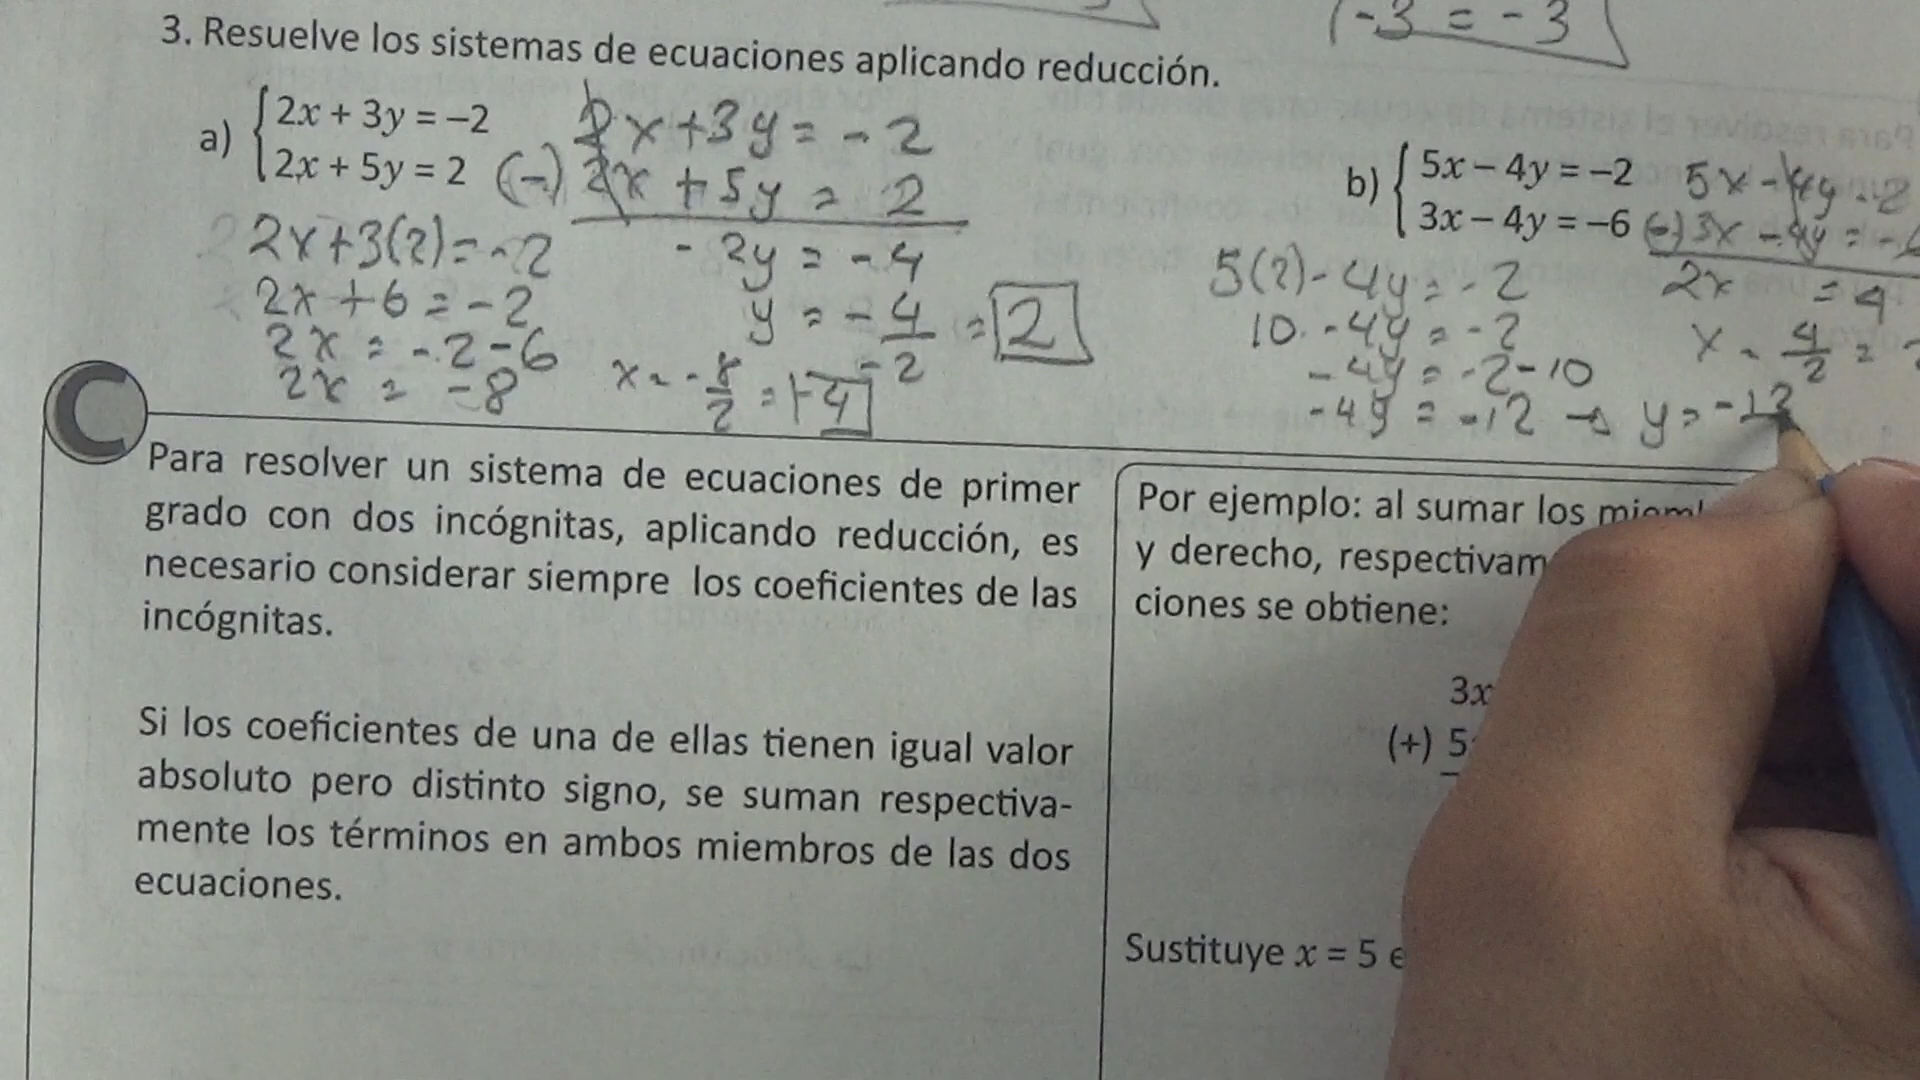 (-3 = -3
3. Resuelve los sistemas de ecuaciones aplicando reducción.
a) {2x + 3y = –2
2x + 5y = 2
2x+3y = -2
(-) 2x + 5y = 2
-2y = -4
y = -4/-2 = 2
2x+3(2)=-2
2x+6=-2
2x = -2-6
2x = -8
x = -8/2 = -4
b) {5x – 4y = –2
3x – 4y = –6
5x-4y -2
(-) 3x -4y = -
2x = 4
x = 4/2 =
5(2)-4y=-2
10 -4y = -2
-4y = -2-10
-4y = -12 → y = -12
C
Para resolver un sistema de ecuaciones de primer
grado con dos incógnitas, aplicando reducción, es
necesario considerar siempre los coeficientes de las
incógnitas.
Si los coeficientes de una de ellas tienen igual valor
absoluto pero distinto signo, se suman respectiva-
mente los términos en ambos miembros de las dos
ecuaciones.
Por ejemplo: al sumar los
y derecho, respectivam
ciones se obtiene:
3x
(+) 5
Sustituye x = 5 e